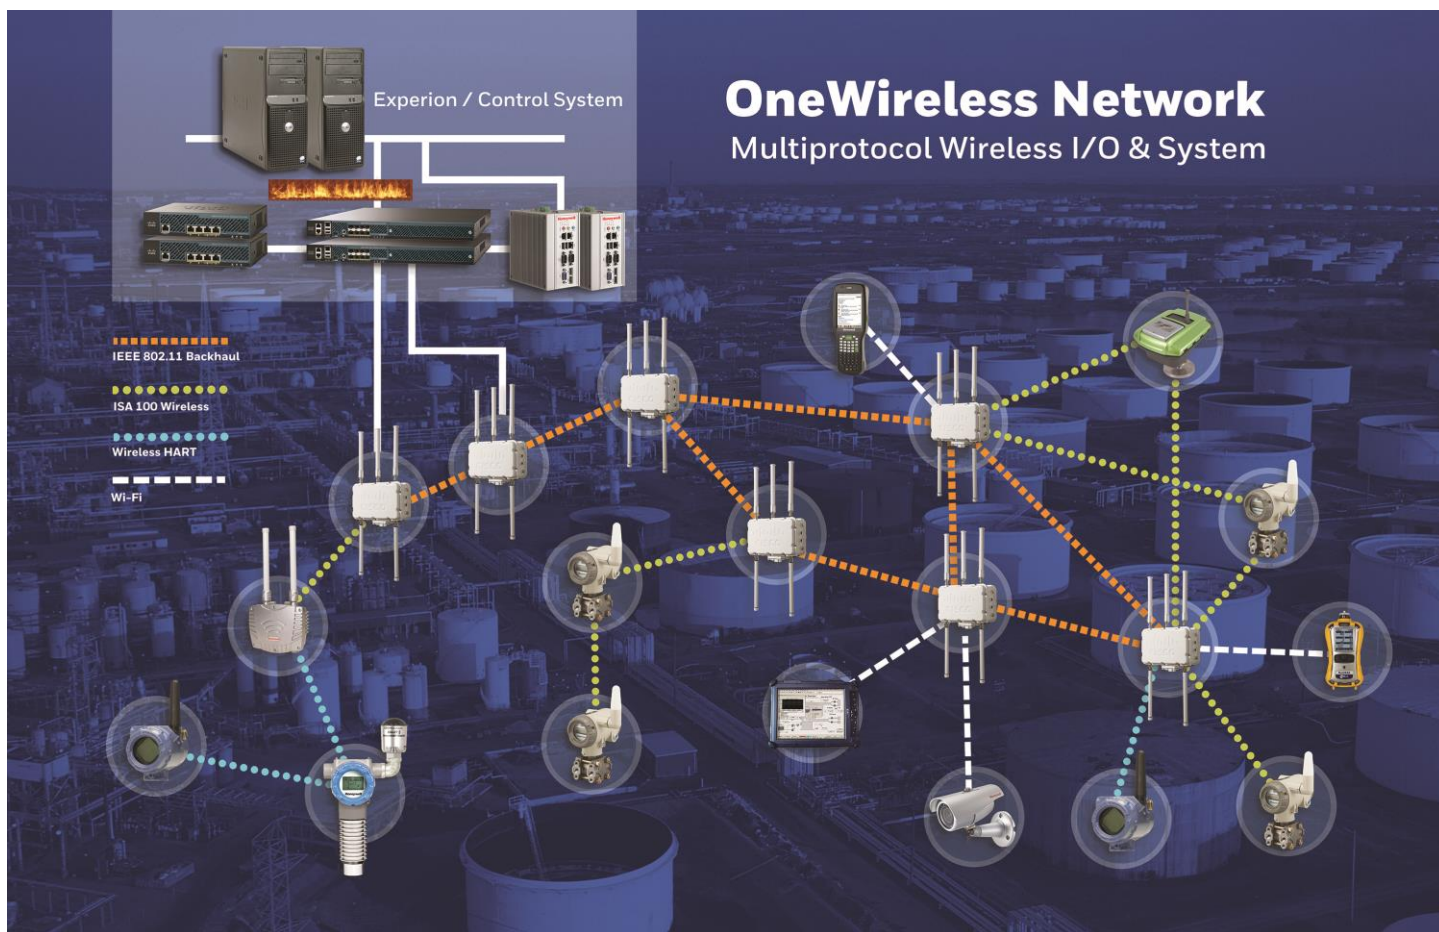 Experion / Control System
OneWireless Network
Multiprotocol Wireless I/O & System
Honeywell
IEEE 802.11 Backhaul
ISA 100 Wireless
Wireless HART
Wi-Fi